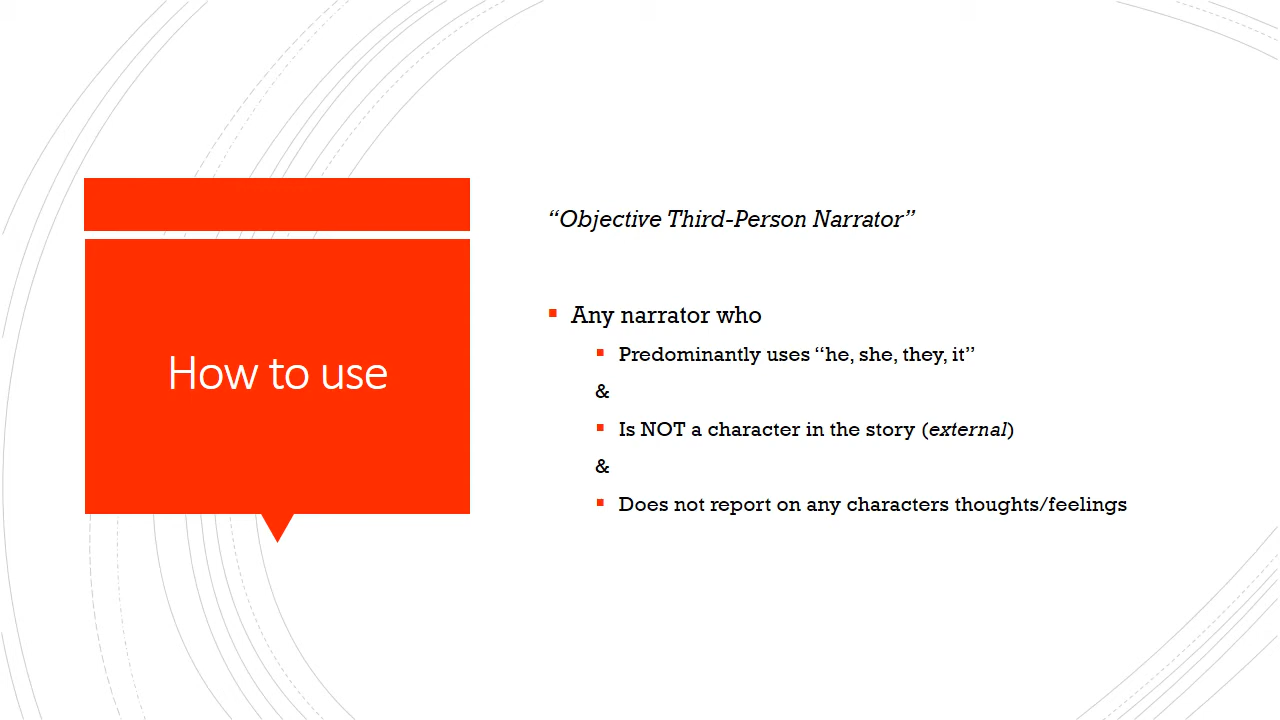 How to use
“Objective Third-Person Narrator”
Any narrator who
Predominantly uses “he, she, they, it”
&
Is NOT a character in the story (external)
&
Does not report on any characters thoughts/feelings